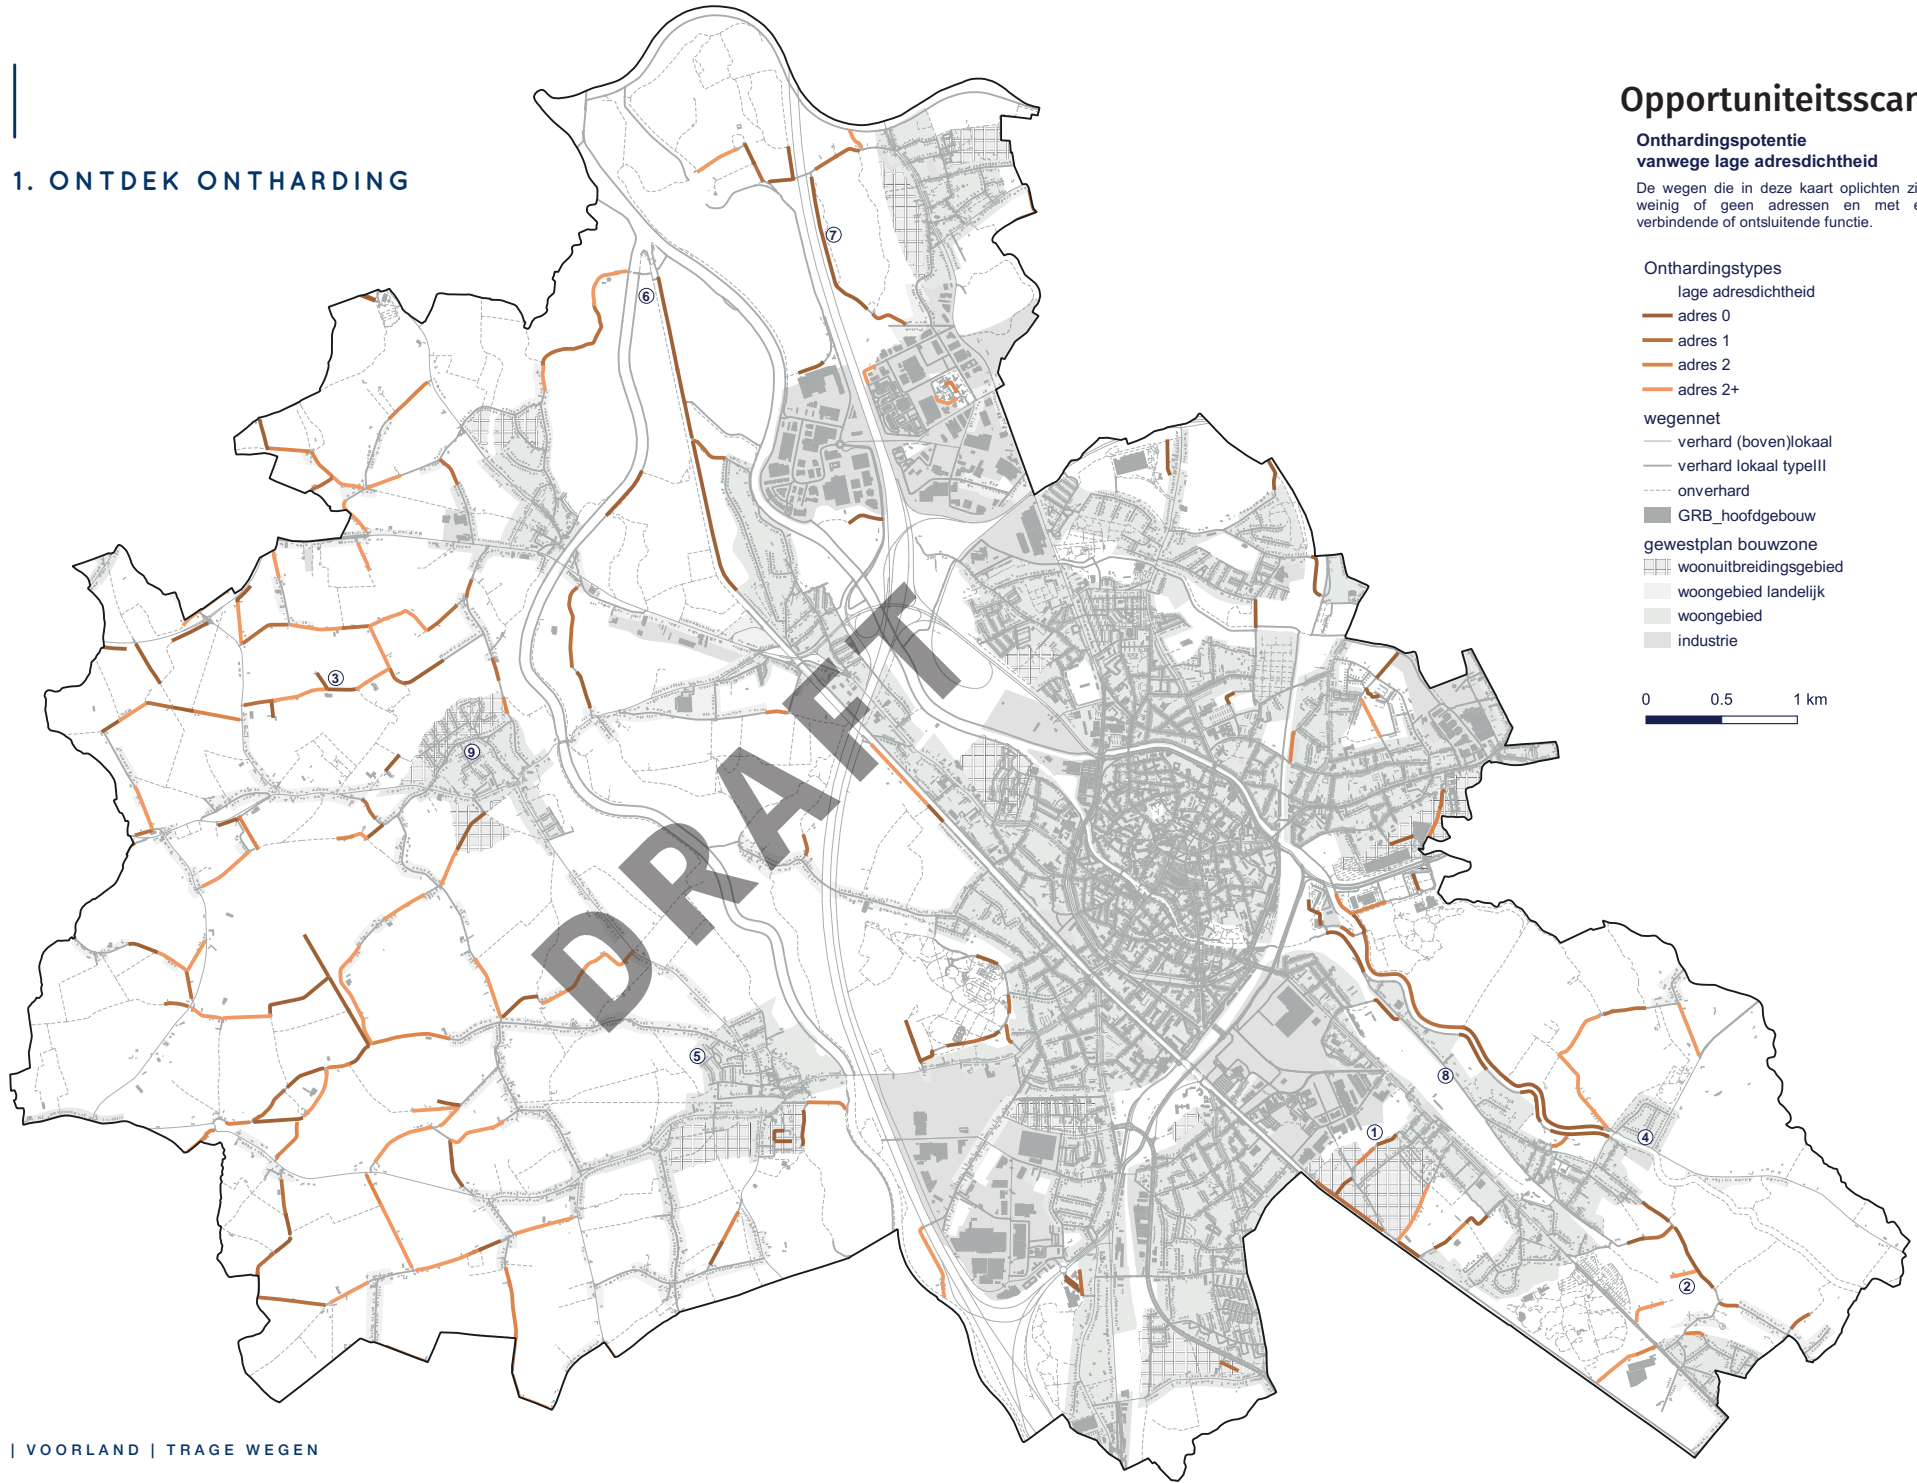 1. ONTDEK ONTHARDING
Opportuniteitsscan
Onthardingspotentie
vanwege lage adresdichtheid
De wegen die in deze kaart oplichten zi
weinig of geen adressen en met e
verbindende of ontsluitende functie.
Onthardingstypes
lage adresdichtheid
adres 0
adres 1
adres 2
adres 2+
wegennet
verhard (boven)lokaal
verhard lokaal typeIII
onverhard
GRB_hoofdgebouw
gewestplan bouwzone
woonuitbreidingsgebied
woongebied landelijk
woongebied
industrie
0 0.5 1 km
7
6
3
9
5
8
1
4
2
DRAFT
| VOORLAND | TRAGE WEGEN